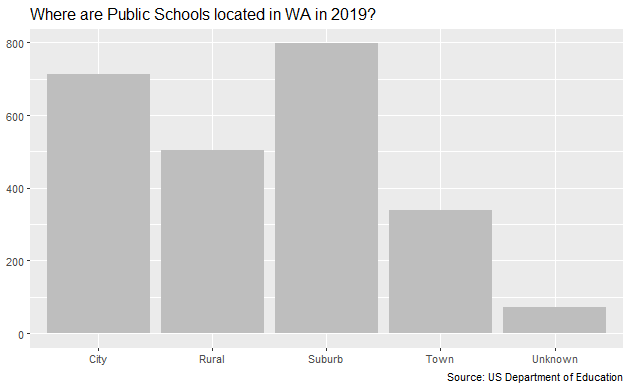 Where are Public Schools located in WA in 2019?
800
600
400
200
0
City Rural Suburb Town Unknown
Source: US Department of Education